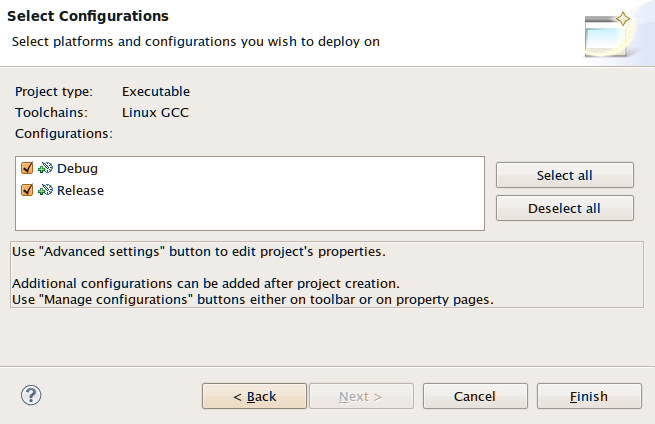 Select Configurations
Select platforms and configurations you wish to deploy on
Project type: Executable
Toolchains: Linux GCC
Configurations:
Debug
Release
Select all
Deselect all
Use "Advanced settings" button to edit project's properties.
Additional configurations can be added after project creation.
Use "Manage configurations" buttons either on toolbar or on property pages.
? < Back Next > Cancel Finish